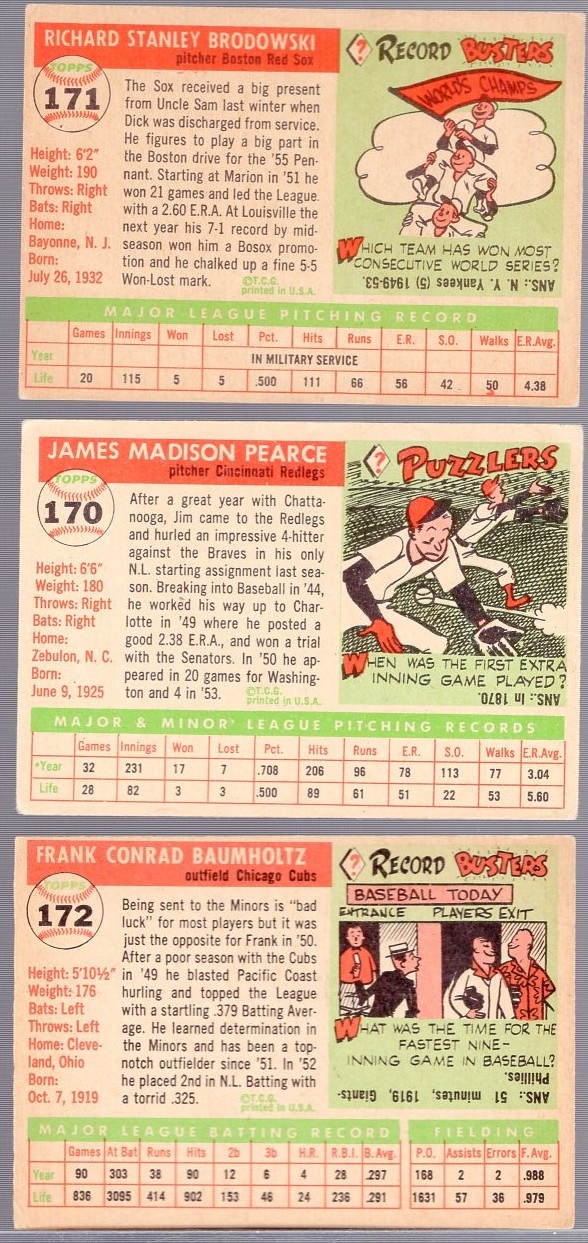 RICHARD STANLEY BRODOWSKI
pitcher Boston Red Sox
TOPPS
171
Height: 6'2"
Weight: 190
Throws: Right
Bats: Right
Home:
Bayonne, N. J.
Born:
July 26, 1932
The Sox received a big present
from Uncle Sam last winter when
Dick was discharged from service.
He figures to play a big part in
the Boston drive for the '55 Pen-
nant. Starting at Marion in '51 he
won 21 games and led the League
with a 2.60 E.R.A. At Louisville the
next year his 7-1 record by mid-
season won him a Bosox promo-
tion and he chalked up a fine 5-5
Won-Lost mark.
©T.C.G.
printed in U.S.A.
? RECORD BUSTERS
WORLD'S CHAMPS
WHICH TEAM HAS WON MOST
CONSECUTIVE WORLD SERIES?
ANS.: N. Y. Yankees (5) 1949-53.
MAJOR LEAGUE PITCHING RECORD
Games Innings Won Lost Pct. Hits Runs E.R. S.O. Walks E.R.Avg.
Year IN MILITARY SERVICE
Life 20 115 5 5 .500 111 66 56 42 50 4.38
JAMES MADISON PEARCE
pitcher Cincinnati Redlegs
TOPPS
170
Height: 6'6"
Weight: 180
Throws: Right
Bats: Right
Home:
Zebulon, N. C.
Born:
June 9, 1925
After a great year with Chatta-
nooga, Jim came to the Redlegs
and hurled an impressive 4-hitter
against the Braves in his only
N.L. starting assignment last sea-
son. Breaking into Baseball in '44,
he worked his way up to Char-
lotte in '49 where he posted a
good 2.38 E.R.A., and won a trial
with the Senators. In '50 he ap-
peared in 20 games for Washing-
ton and 4 in '53.
©T.C.G.
printed in U.S.A.
? PUZZLERS
WHEN WAS THE FIRST EXTRA
INNING GAME PLAYED?
ANS.: In 1870.
MAJOR & MINOR* LEAGUE PITCHING RECORDS
Games Innings Won Lost Pct. Hits Runs E.R. S.O. Walks E.R.Avg.
*Year 32 231 17 7 .708 206 96 78 113 77 3.04
Life 28 82 3 3 .500 89 61 51 22 53 5.60
FRANK CONRAD BAUMHOLTZ
outfield Chicago Cubs
TOPPS
172
Height: 5'10½"
Weight: 176
Bats: Left
Throws: Left
Home: Cleve-
land, Ohio
Born:
Oct. 7, 1919
Being sent to the Minors is "bad
luck" for most players but it was
just the opposite for Frank in '50.
After a poor season with the Cubs
in '49 he blasted Pacific Coast
hurling and topped the League
with a startling .379 Batting Aver-
age. He learned determination in
the Minors and has been a top-
notch outfielder since '51. In '52
he placed 2nd in N.L. Batting with
a torrid .325.
©T.C.G.
printed in U.S.A.
? RECORD BUSTERS
BASEBALL TODAY
ENTRANCE PLAYERS EXIT
WHAT WAS THE TIME FOR THE
FASTEST NINE-
INNING GAME IN BASEBALL?
ANS.: 51 minutes, 1919, Giants-
Phillies.
MAJOR LEAGUE BATTING RECORD FIELDING
Games At Bat Runs Hits 2b 3b H.R. R.B.I. B.Avg. P.O. Assists Errors F.Avg.
Year 90 303 38 90 12 6 4 28 .297 168 2 2 .988
Life 836 3095 414 902 153 46 24 236 .291 1631 57 36 .979